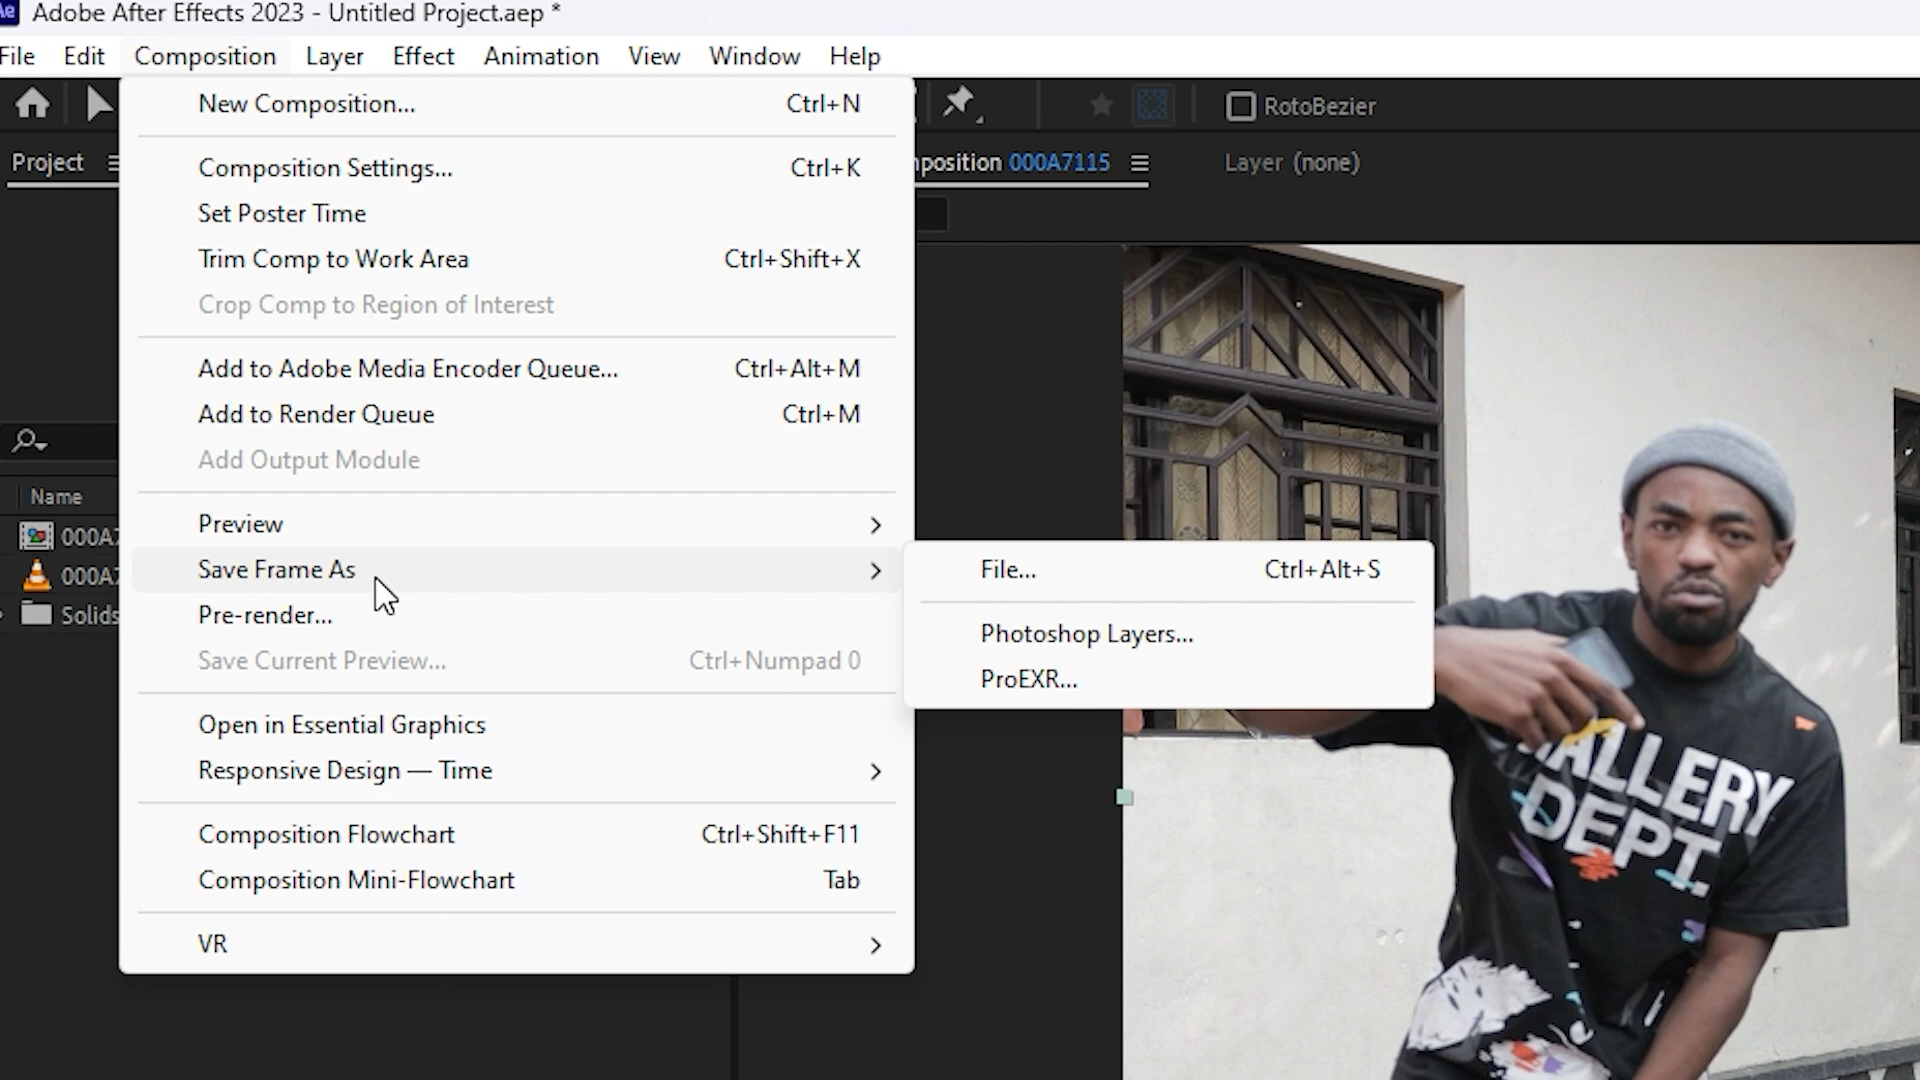 Ae Adobe After Effects 2023 - Untitled Project.aep *
File Edit Composition Layer Effect Animation View Window Help
New Composition... Ctrl+N
RotoBezier
Project
Composition Settings... Ctrl+K
position 000A7115
Layer (none)
Set Poster Time
Trim Comp to Work Area Ctrl+Shift+X
Crop Comp to Region of Interest
Add to Adobe Media Encoder Queue... Ctrl+Alt+M
Add to Render Queue Ctrl+M
Add Output Module
Name
Preview
000A7
Save Frame As
File... Ctrl+Alt+S
000A7
Pre-render...
Solids
Photoshop Layers...
Save Current Preview... Ctrl+Numpad 0
ProEXR...
Open in Essential Graphics
Responsive Design — Time
ALLERY
DEPT.
Composition Flowchart Ctrl+Shift+F11
Composition Mini-Flowchart Tab
VR